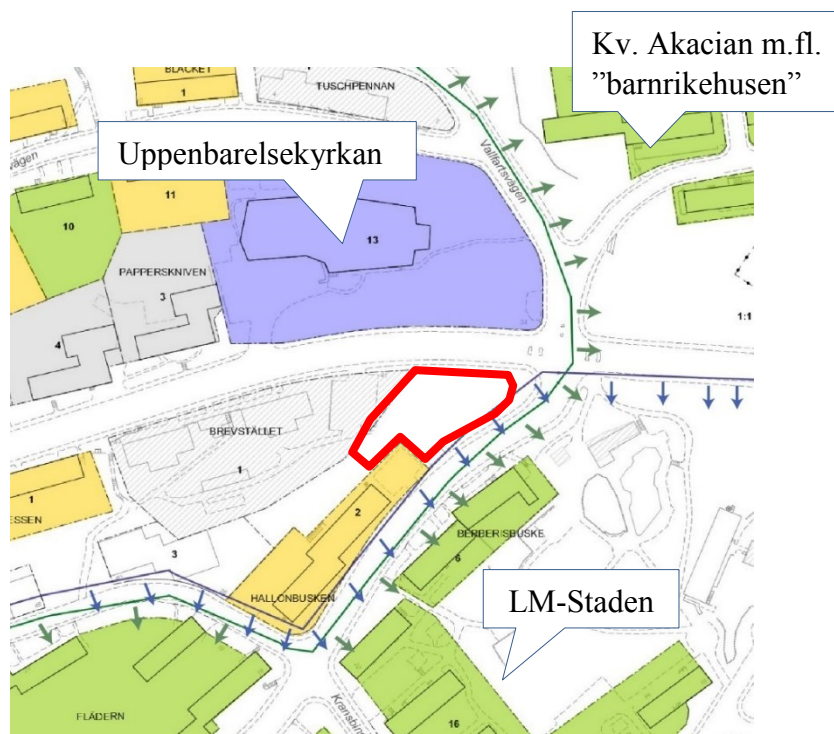 Kv. Akacian m.fl.
”barnrikehusen”
BLACKET
1
TUSCHPENNAN
Uppenbarelsekyrkan
Vallfartsvägen
11
10
13
PAPPERSKNIVEN
3
4
1:1
BREVSTÄLLET
1
1
2
ESSEN
3
BERBERISBUSKE
6
HALLONBUSKEN
LM-Staden
FLÄDERN
16